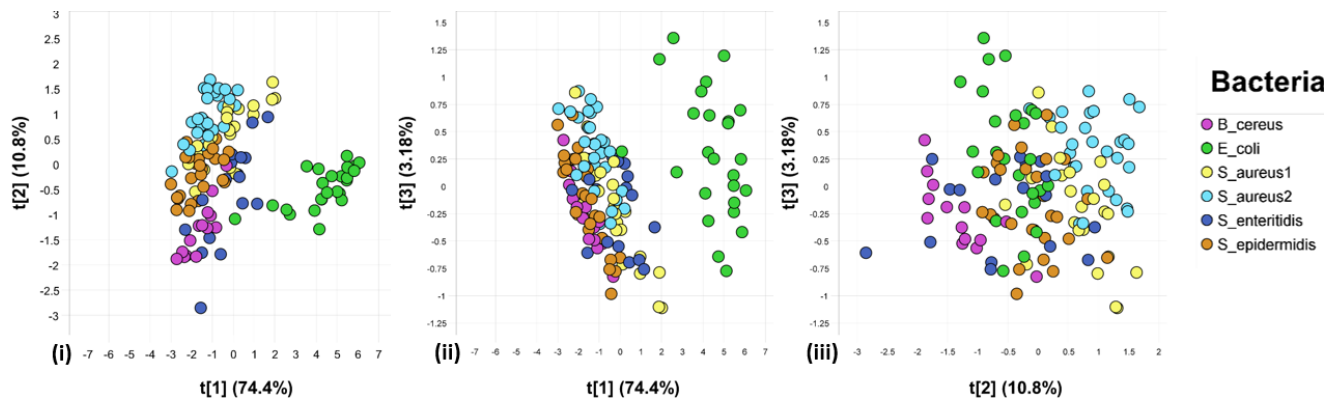 3
2.5
2
1.5
1
0.5
0
-0.5
-1
-1.5
-2
-2.5
-3
t[2] (10.8%)
(i)
-7 -6 -5 -4 -3 -2 -1 0 1 2 3 4 5 6 7
t[1] (74.4%)
1.5
1.25
1
0.75
0.5
0.25
0
-0.25
-0.5
-0.75
-1
-1.25
t[3] (3.18%)
(ii)
-7 -6 -5 -4 -3 -2 -1 0 1 2 3 4 5 6 7
t[1] (74.4%)
1.5
1.25
1
0.75
0.5
0.25
0
-0.25
-0.5
-0.75
-1
-1.25
t[3] (3.18%)
(iii)
-3 -2.5 -2 -1.5 -1 -0.5 0 0.5 1 1.5 2
t[2] (10.8%)
Bacteria
B_cereus
E_coli
S_aureus1
S_aureus2
S_enteritidis
S_epidermidis